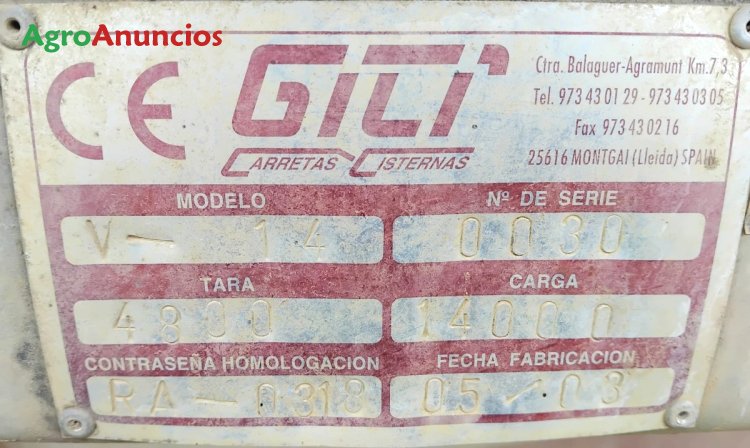 AgroAnuncios
CE
GILI
CARRETAS Y CISTERNAS
Ctra. Balaguer-Agramunt Km.7,3
Tel. 973 43 01 29 - 973 43 03 05
Fax 973 43 02 16
25616 MONTGAI (Lleida) SPAIN
MODELO
Nº DE SERIE
V - 14
0030
TARA
CARGA
4800
14000
CONTRASEÑA HOMOLOGACION
FECHA FABRICACION
RA - 0318
05/03